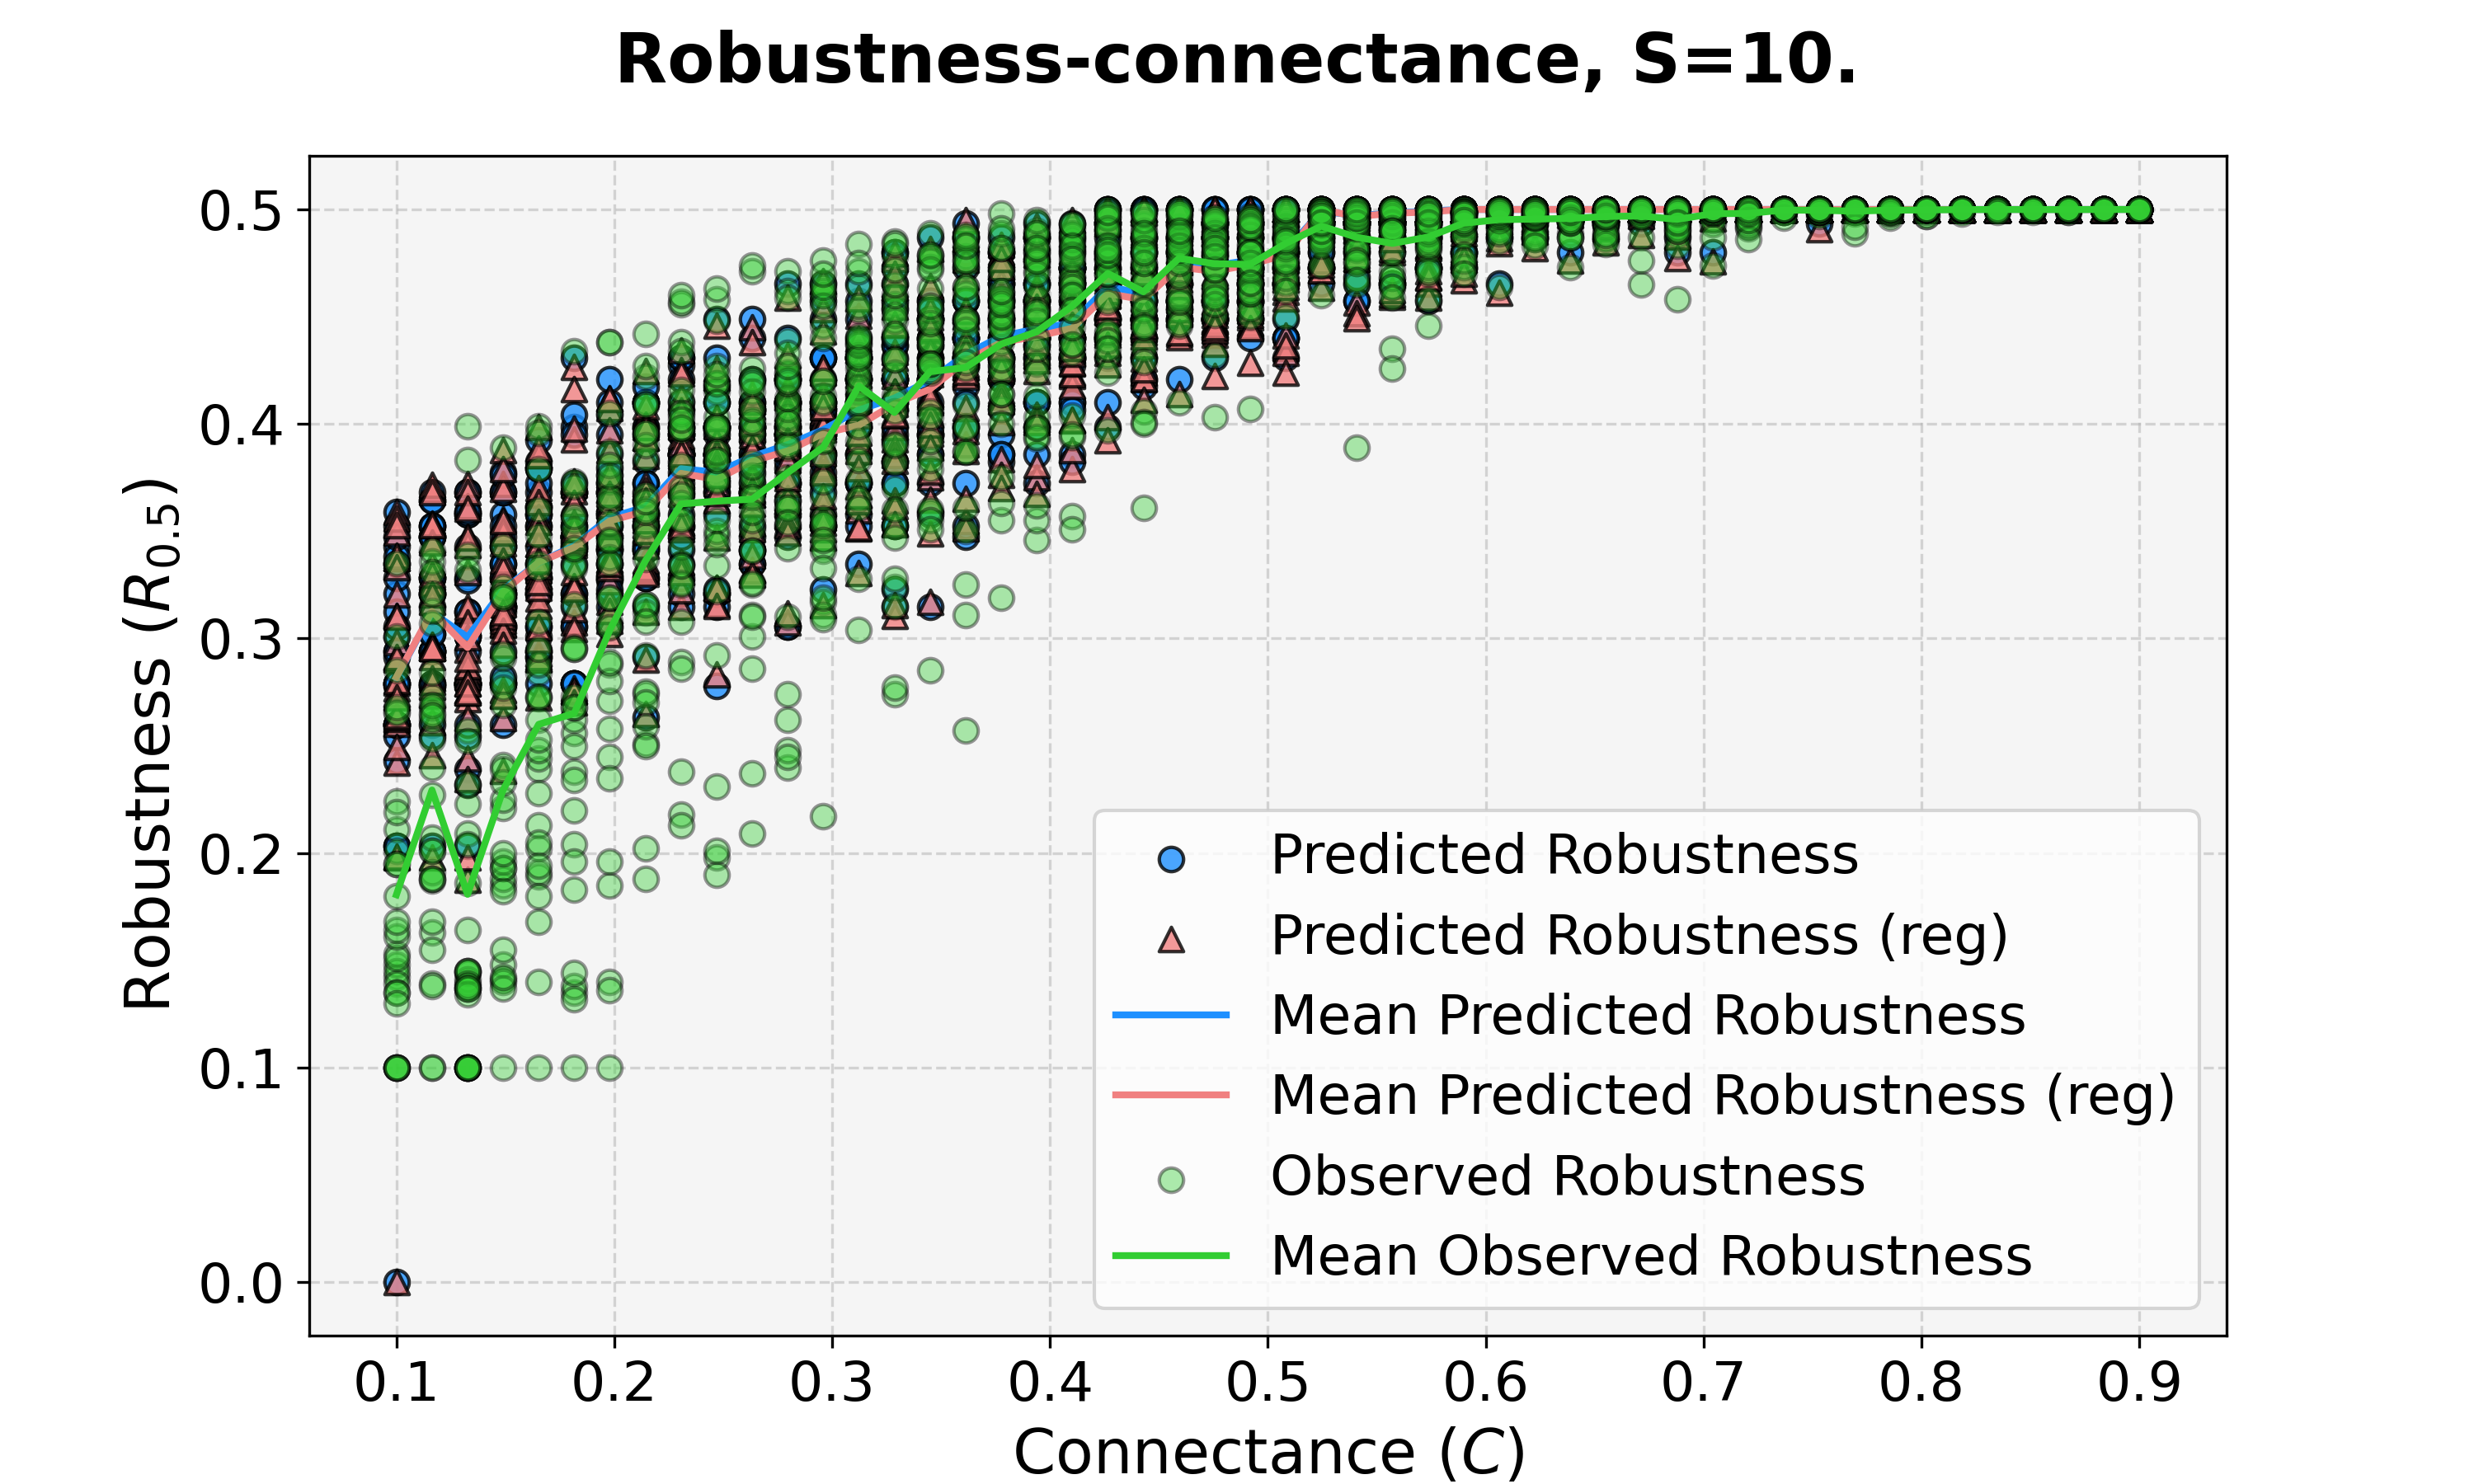 Robustness-connectance, S=10.
Robustness (R0.5)
0.5
0.4
0.3
0.2
0.1
0.0
Predicted Robustness
Predicted Robustness (reg)
Mean Predicted Robustness
Mean Predicted Robustness (reg)
Observed Robustness
Mean Observed Robustness
0.1 0.2 0.3 0.4 0.5 0.6 0.7 0.8 0.9
Connectance (C)